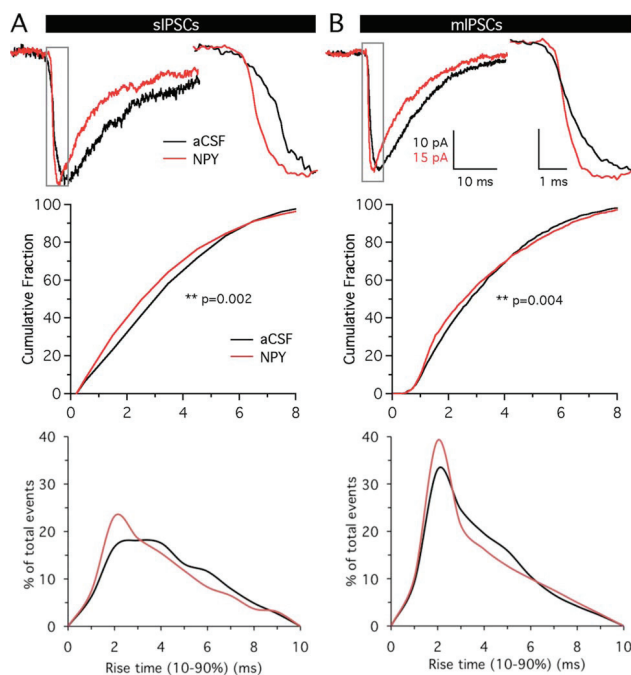 A
sIPSCs
aCSF
NPY
100
80
60
40
20
0
Cumulative Fraction
** p=0.002
aCSF
NPY
0 2 4 6 8
40
30
20
10
0
% of total events
0 2 4 6 8 10
Rise time (10-90%) (ms)
B
mIPSCs
10 pA
15 pA
10 ms
1 ms
100
80
60
40
20
0
Cumulative Fraction
** p=0.004
0 2 4 6 8
40
30
20
10
0
% of total events
0 2 4 6 8 10
Rise time (10-90%) (ms)